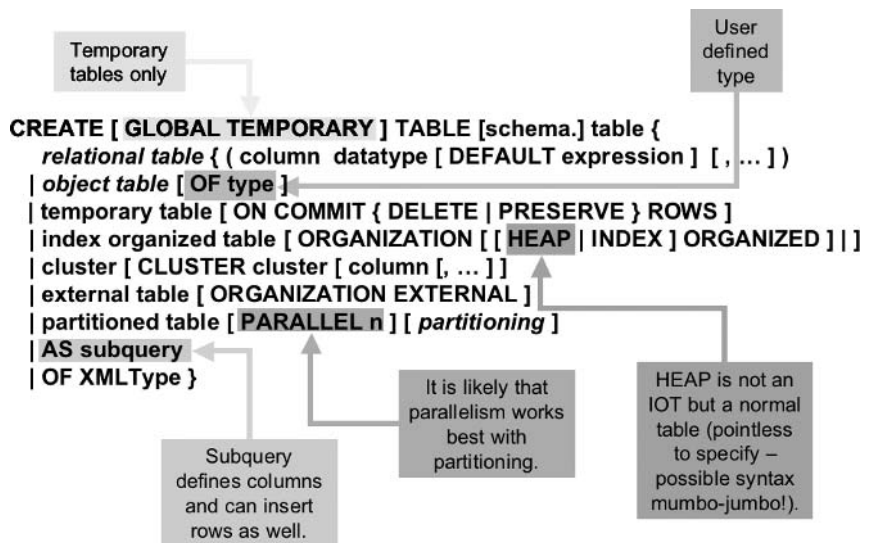 Temporary
tables only
User
defined
type
CREATE [ GLOBAL TEMPORARY ] TABLE [schema.] table {
relational table { ( column datatype [ DEFAULT expression ] [ , … ] )
| object table [ OF type ]
| temporary table [ ON COMMIT { DELETE | PRESERVE } ROWS ]
| index organized table [ ORGANIZATION [ [ HEAP | INDEX ] ORGANIZED ] | ]
| cluster [ CLUSTER cluster [ column [, … ] ]
| external table [ ORGANIZATION EXTERNAL ]
| partitioned table [ PARALLEL n ] [ partitioning ]
| AS subquery
| OF XMLType }
It is likely that
parallelism works
best with
partitioning.
HEAP is not an
IOT but a normal
table (pointless
to specify –
possible syntax
mumbo-jumbo!).
Subquery
defines columns
and can insert
rows as well.